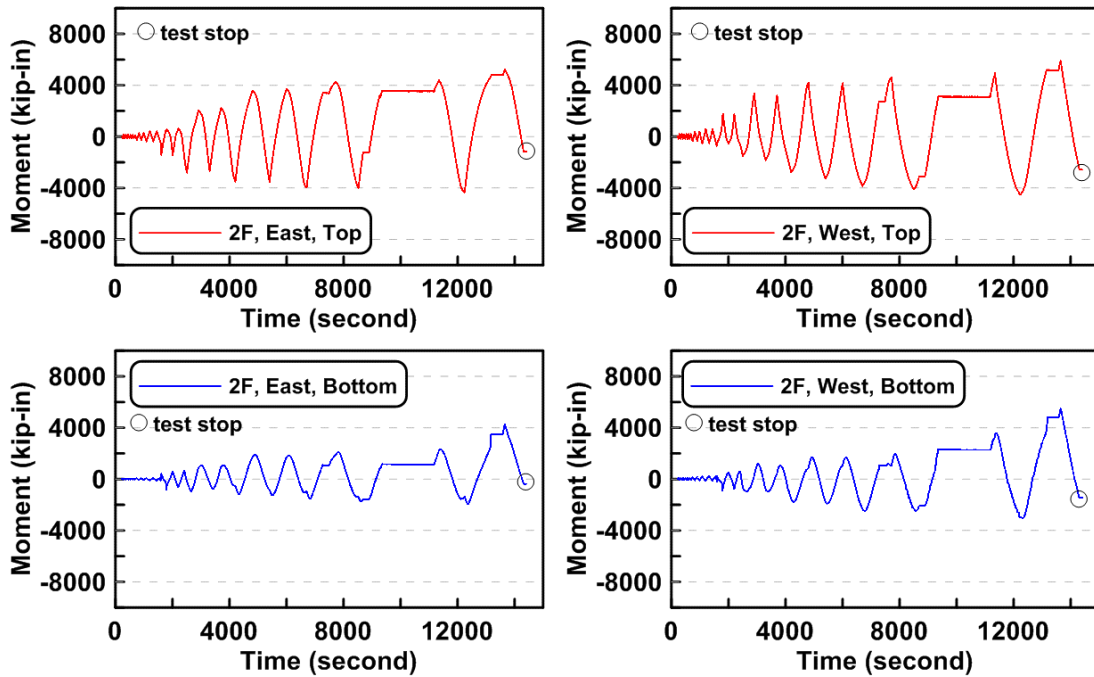 8000
4000
0
-4000
-8000
Moment (kip-in)
test stop
2F, East, Top
0 4000 8000 12000
Time (second)
8000
4000
0
-4000
-8000
Moment (kip-in)
test stop
2F, West, Top
0 4000 8000 12000
Time (second)
8000
4000
0
-4000
-8000
Moment (kip-in)
2F, East, Bottom
test stop
0 4000 8000 12000
Time (second)
8000
4000
0
-4000
-8000
Moment (kip-in)
2F, West, Bottom
test stop
0 4000 8000 12000
Time (second)